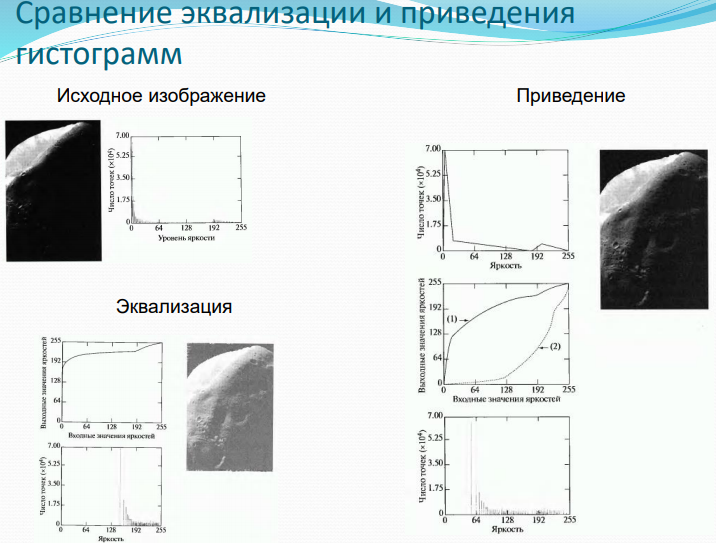 Сравнение эквализации и приведения
гистограмм
Исходное изображение
Число точек (×10⁴)
7.00
5.25
3.50
1.75
0
0 64 128 192 255
Уровень яркости
Эквализация
Выходные значения яркостей
255
192
128
64
0
0 64 128 192 255
Входные значения яркостей
Число точек (×10⁴)
7.00
5.25
3.50
1.75
0
0 64 128 192 255
Яркость
Приведение
Число точек (×10⁴)
7.00
5.25
3.50
1.75
0
0 64 128 192 255
Яркость
Выходные значения яркостей
255
192
128
64
0
(1)
(2)
0 64 128 192 255
Входные значения яркостей
Число точек (×10⁴)
7.00
5.25
3.50
1.75
0
0 64 128 192 255
Яркость